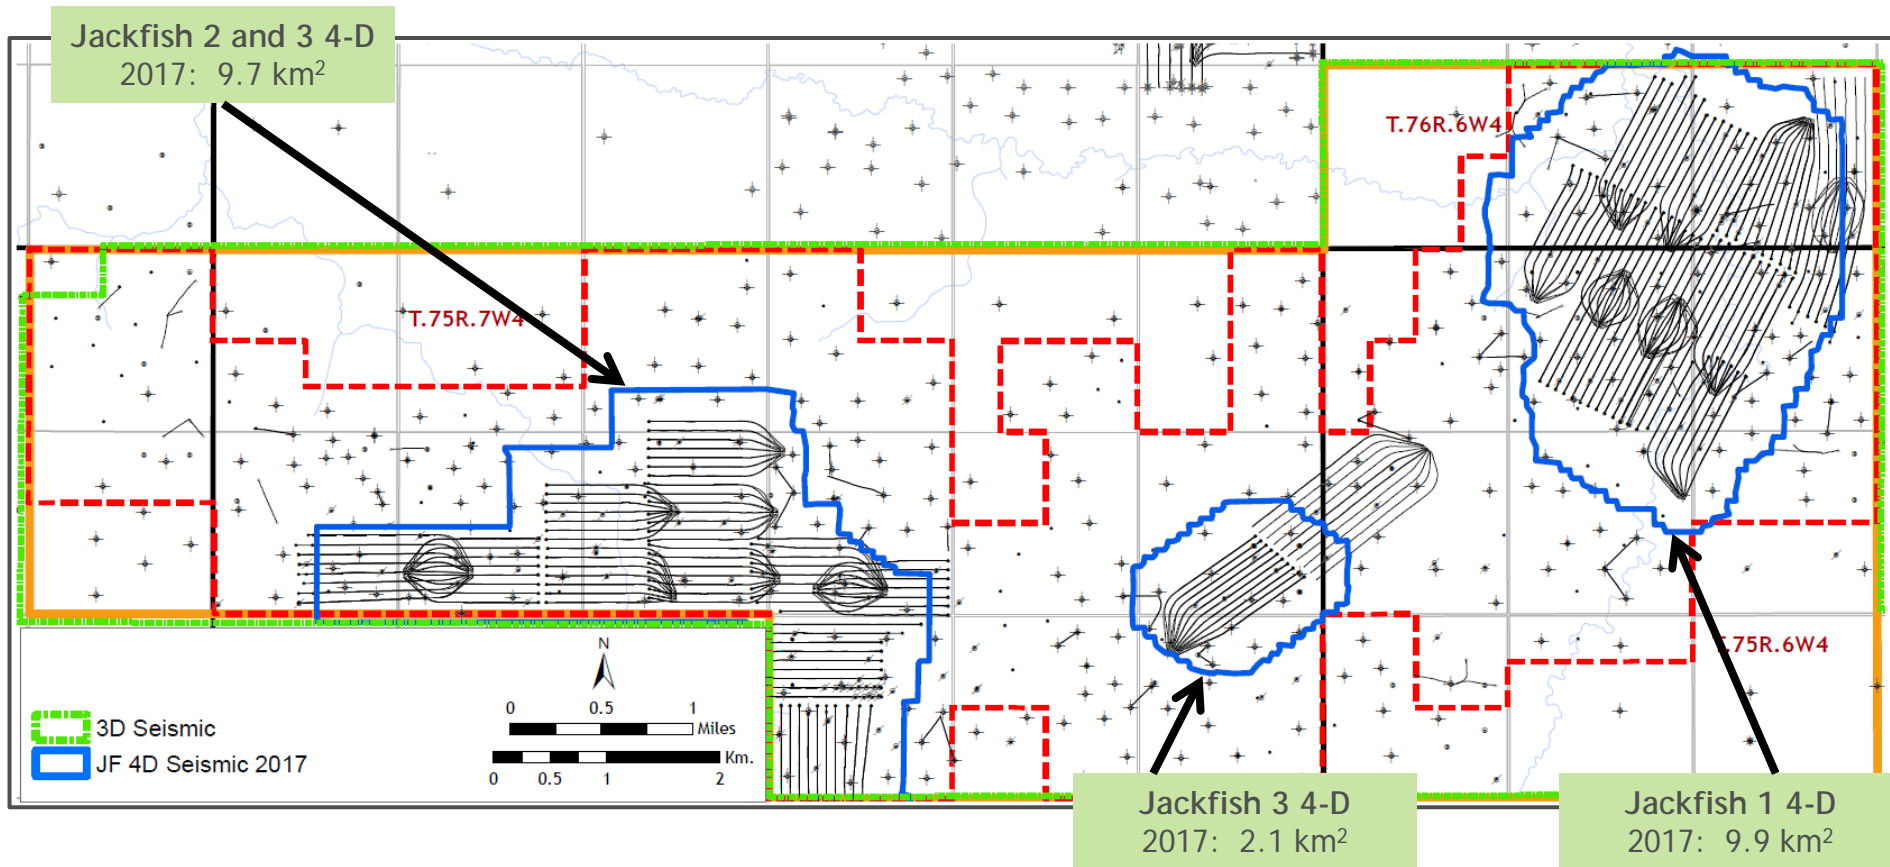 Jackfish 2 and 3 4-D
2017: 9.7 km²
T.76R.6W4
T.75R.7W4
T.75R.6W4
N
0 0.5 1
Miles
Km.
0 0.5 1 2
3D Seismic
JF 4D Seismic 2017
Jackfish 3 4-D
2017: 2.1 km²
Jackfish 1 4-D
2017: 9.9 km²